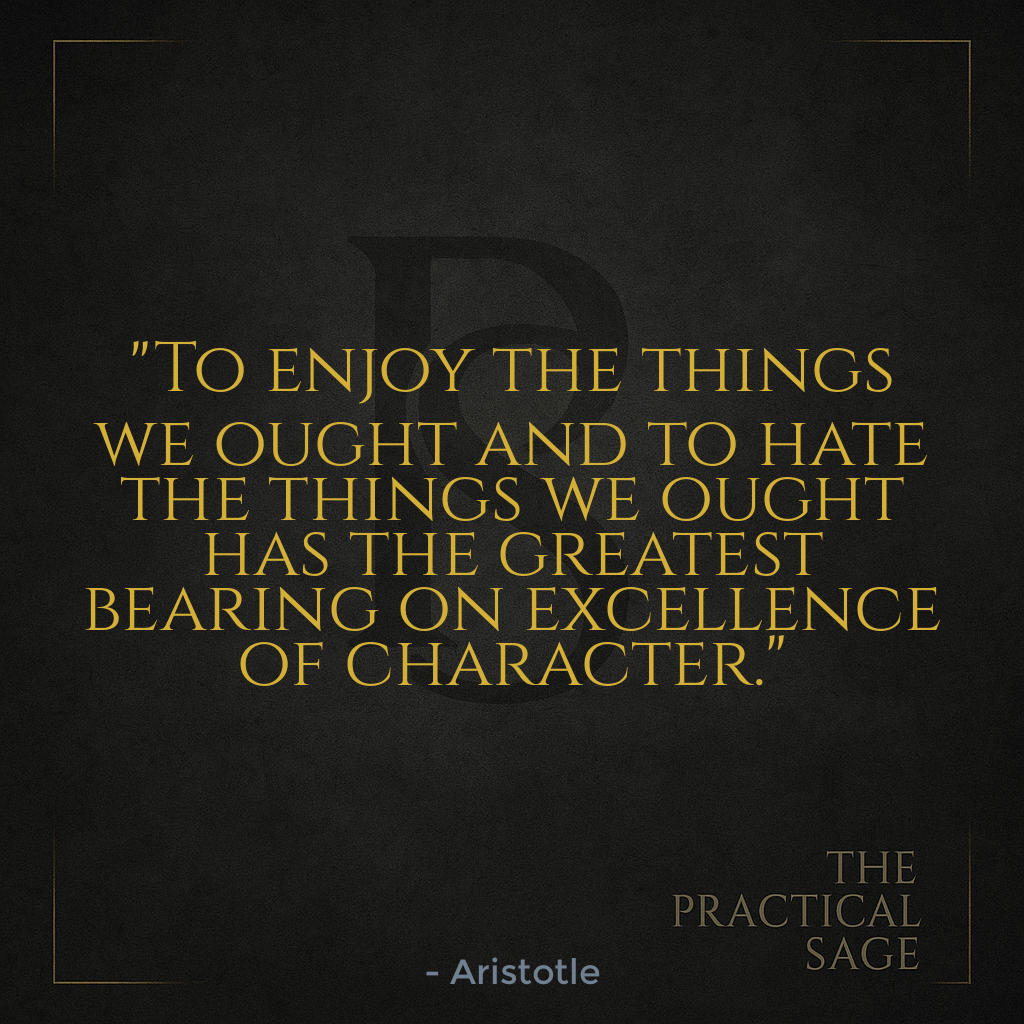 "To enjoy the things
we ought and to hate
the things we ought
has the greatest
bearing on excellence
of character."
THE
PRACTICAL
SAGE
- Aristotle